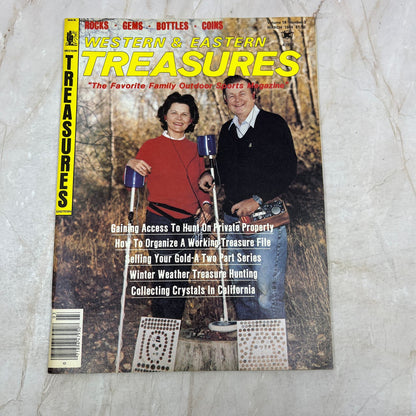 ROCKS • GEMS • BOTTLES • COINS
WESTERN & EASTERN
TREASURES
"The Favorite Family Outdoor Sports Magazine"
TREASURES
Gaining Access To Hunt On Private Property
How To Organize A Working Treasure File
Selling Your Gold-A Two Part Series
Winter Weather Treasure Hunting
Collecting Crystals In California